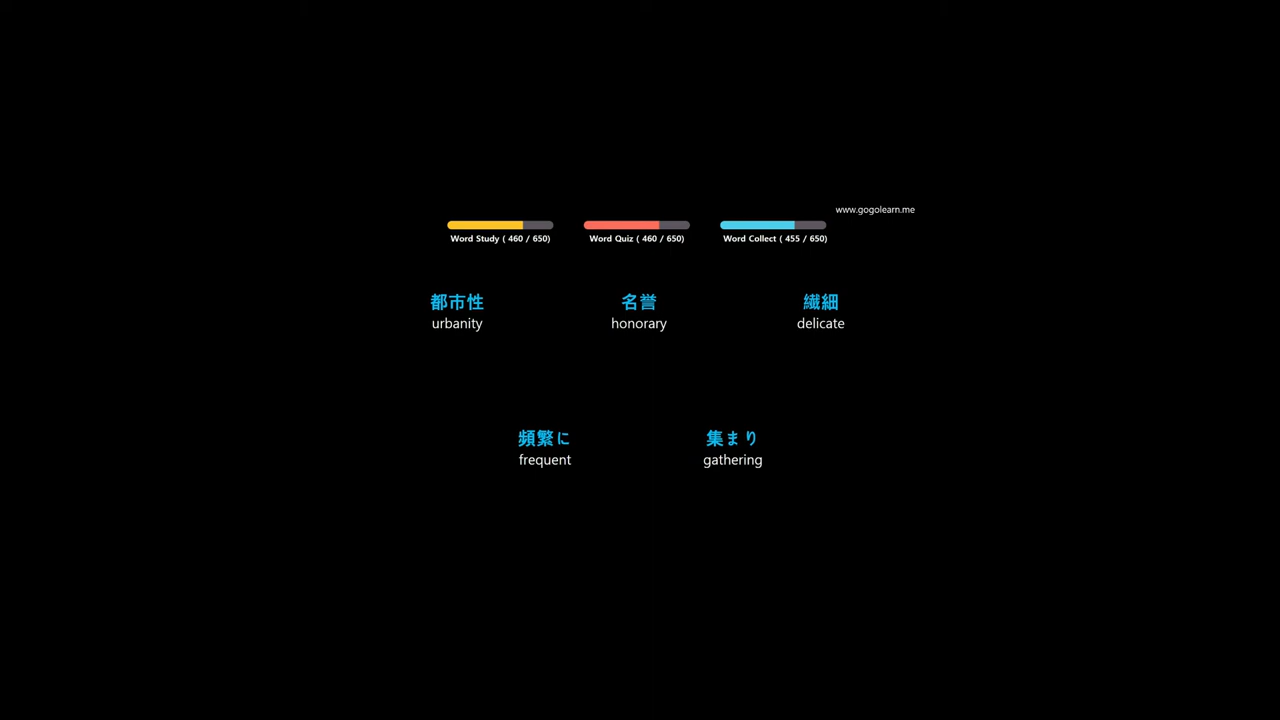 www.gogolearn.me
Word Study ( 460 / 650)
Word Quiz ( 460 / 650)
Word Collect ( 455 / 650)
都市性
urbanity
名誉
honorary
繊細
delicate
頻繁に
frequent
集まり
gathering